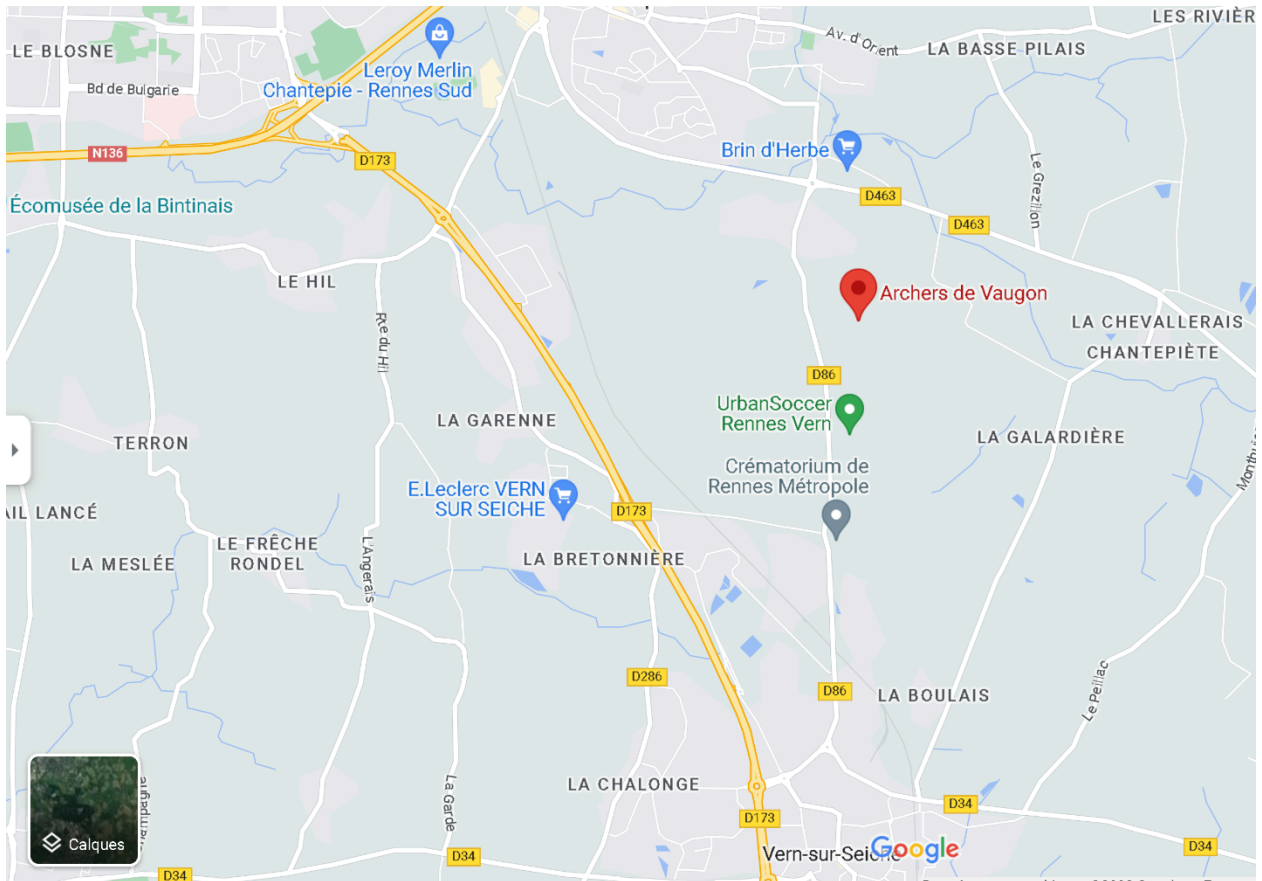 LES RIVIÈR
LE BLOSNE
Av. d'Orient
LA BASSE PILAIS
Leroy Merlin
Chantepie - Rennes Sud
Bd de Bulgarie
N136
D173
Brin d'Herbe
Le Grezillon
D463
D463
Écomusée de la Bintinais
LE HIL
Archers de Vaugon
Rte du Hil
LA CHEVALLERAIS
CHANTEPIÈTE
D86
UrbanSoccer
Rennes Vern
LA GARENNE
TERRON
LA GALARDIÈRE
Crématorium de
Rennes Métropole
E.Leclerc VERN
SUR SEICHE
D173
AIL LANCÉ
LE FRÊCHE
RONDEL
LA MESLÉE
L'Angerais
LA BRETONNIÈRE
D286
D86
LA BOULAIS
Le Peillac
LA CHALONGE
La Garde
D34
D173
Calques
Vern-sur-Seiche
Google
D34
D34
D34